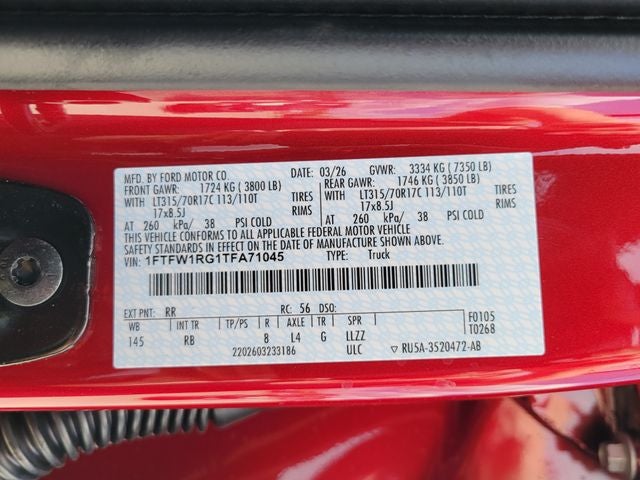 MFD. BY FORD MOTOR CO. DATE: 03/26 GVWR: 3334 KG ( 7350 LB)
FRONT GAWR: 1724 KG ( 3800 LB) REAR GAWR: 1746 KG ( 3850 LB)
WITH LT315/70R17C 113/110T TIRES WITH LT315/70R17C 113/110T TIRES
17x8.5J RIMS 17x8.5J RIMS
AT 260 kPa/ 38 PSI COLD AT 260 kPa/ 38 PSI COLD
THIS VEHICLE CONFORMS TO ALL APPLICABLE FEDERAL MOTOR VEHICLE
SAFETY STANDARDS IN EFFECT ON THE DATE OF MANUFACTURE SHOWN ABOVE.
VIN: 1FTFW1RG1TFA71045 TYPE: Truck
EXT PNT: RR RC: 56 DSO: F0105
WB INT TR TP/PS R AXLE TR SPR T0268
145 RB 8 L4 G LLZZ
2202603233186 ULC ▽ RU5A-3520472-AB